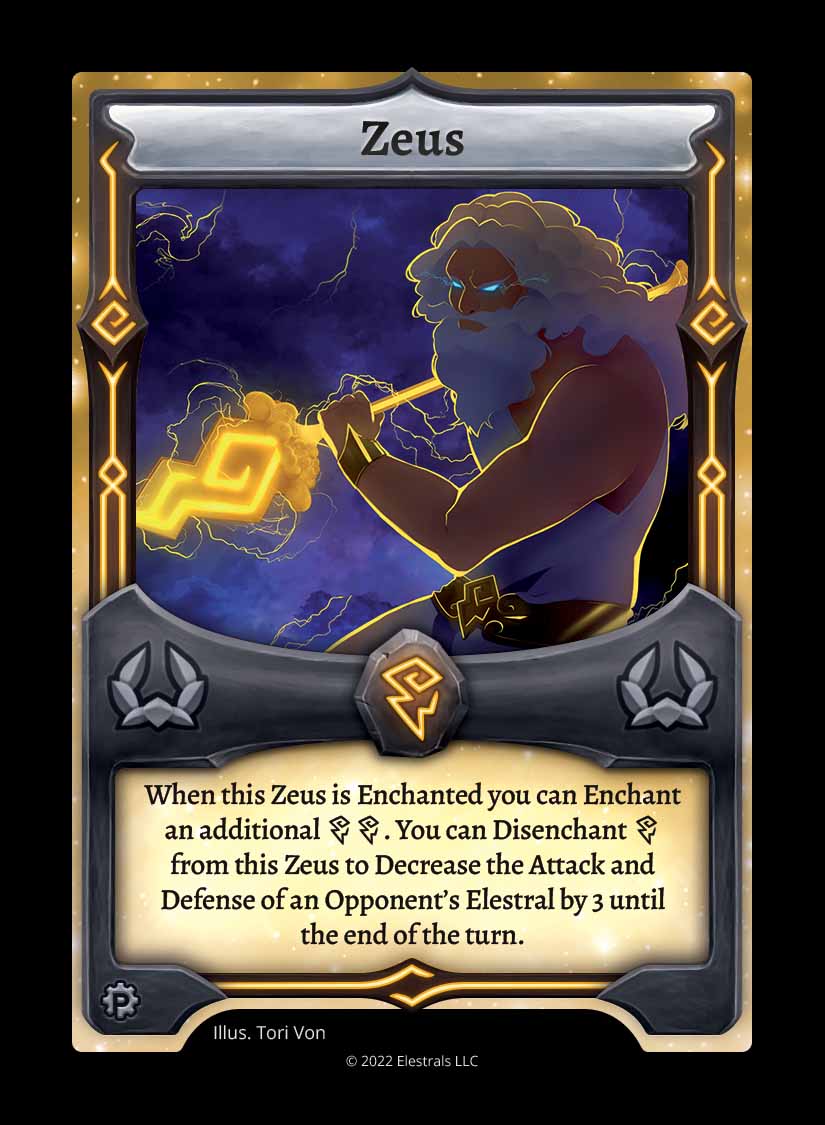 Zeus
When this Zeus is Enchanted you can Enchant
an additional . You can Disenchant
from this Zeus to Decrease the Attack and
Defense of an Opponent's Elestral by 3 until
the end of the turn.
P
Illus. Tori Von
© 2022 Elestrals LLC